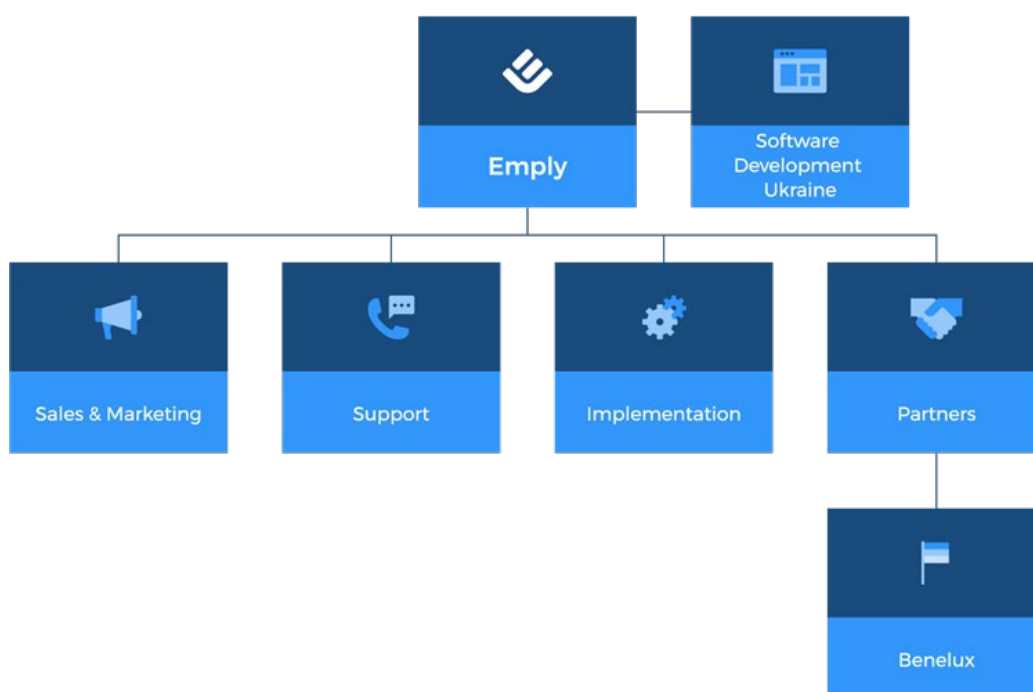 Emply
Software
Development
Ukraine
Sales & Marketing
Support
Implementation
Partners
Benelux